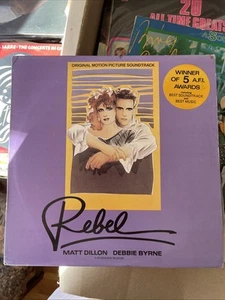 20
ALL TIME GREATS
ORIGINAL MOTION PICTURE SOUNDTRACK
WINNER
OF 5 A.F.I.
AWARDS
BEST SOUNDTRACK
BEST MUSIC
Rebel
MATT DILLON DEBBIE BYRNE